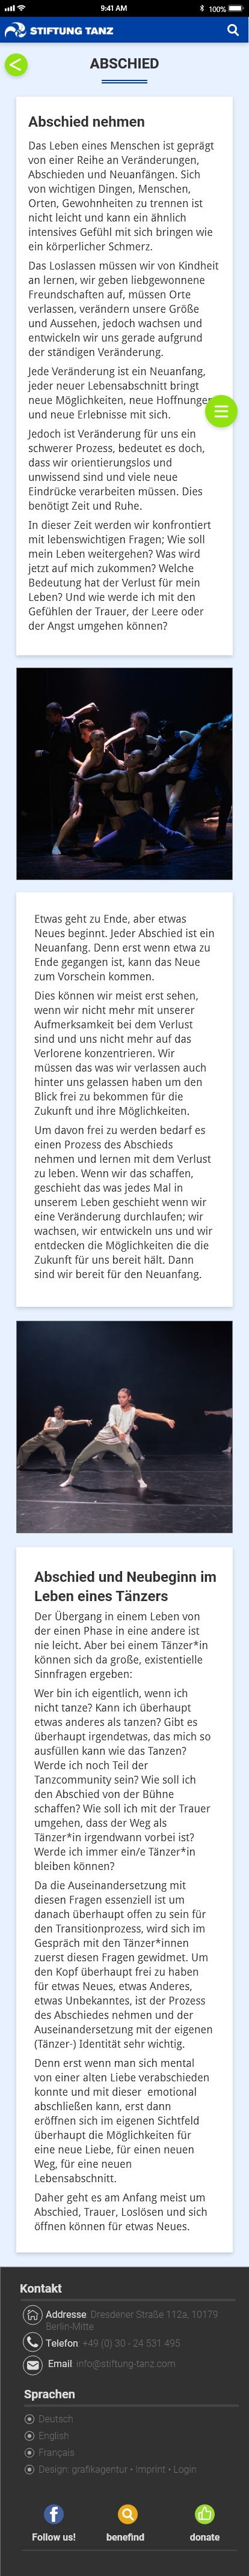 9:41 AM
100%
STIFTUNG TANZ
ABSCHIED
Abschied nehmen
Das Leben eines Menschen ist geprägt
von einer Reihe an Veränderungen,
Abschieden und Neuanfängen. Sich
von wichtigen Dingen, Menschen,
Orten, Gewohnheiten zu trennen ist
nicht leicht und kann ein ähnlich
intensives Gefühl mit sich bringen wie
ein körperlicher Schmerz.
Das Loslassen müssen wir von Kindheit
an lernen, wir geben liebgewonnene
Freundschaften auf, müssen Orte
verlassen, verändern unsere Größe
und Aussehen, jedoch wachsen und
entwickeln wir uns gerade aufgrund
der ständigen Veränderung.
Jede Veränderung ist ein Neuanfang,
jeder neuer Lebensabschnitt bringt
neue Möglichkeiten, neue Hoffnungen
und neue Erlebnisse mit sich.
Jedoch ist Veränderung für uns ein
schwerer Prozess, bedeutet es doch,
dass wir orientierungslos und
unwissend sind und viele neue
Eindrücke verarbeiten müssen. Dies
benötigt Zeit und Ruhe.
In dieser Zeit werden wir konfrontiert
mit lebenswichtigen Fragen; Wie soll
mein Leben weitergehen? Was wird
jetzt auf mich zukommen? Welche
Bedeutung hat der Verlust für mein
Leben? Und wie werde ich mit den
Gefühlen der Trauer, der Leere oder
der Angst umgehen können?
Etwas geht zu Ende, aber etwas
Neues beginnt. Jeder Abschied ist ein
Neuanfang. Denn erst wenn etwa zu
Ende gegangen ist, kann das Neue
zum Vorschein kommen.
Dies können wir meist erst sehen,
wenn wir nicht mehr mit unserer
Aufmerksamkeit bei dem Verlust
sind und uns nicht mehr auf das
Verlorene konzentrieren. Wir
müssen das was wir verlassen auch
hinter uns gelassen haben um den
Blick frei zu bekommen für die
Zukunft und ihre Möglichkeiten.
Um davon frei zu werden bedarf es
einen Prozess des Abschieds
nehmen und lernen mit dem Verlust
zu leben. Wenn wir das schaffen,
geschieht das was jedes Mal in
unserem Leben geschieht wenn wir
eine Veränderung durchlaufen; wir
wachsen, wir entwickeln uns und wir
entdecken die Möglichkeiten die die
Zukunft für uns bereit hält. Dann
sind wir bereit für den Neuanfang.
Abschied und Neubeginn im
Leben eines Tänzers
Der Übergang in einem Leben von
der einen Phase in eine andere ist
nie leicht. Aber bei einem Tänzer*in
können sich da große, existentielle
Sinnfragen ergeben:
Wer bin ich eigentlich, wenn ich
nicht tanze? Kann ich überhaupt
etwas anderes als tanzen? Gibt es
überhaupt irgendetwas, das mich so
ausfüllen kann wie das Tanzen?
Werde ich noch Teil der
Tanzcommunity sein? Wie soll ich
den Abschied von der Bühne
schaffen? Wie soll ich mit der Trauer
umgehen, dass der Weg als
Tänzer*in irgendwann vorbei ist?
Werde ich immer ein/e Tänzer*in
bleiben können?
Da die Auseinandersetzung mit
diesen Fragen essenziell ist um
danach überhaupt offen zu sein für
den Transitionprozess, wird sich im
Gespräch mit den Tänzer*innen
zuerst diesen Fragen gewidmet. Um
den Kopf überhaupt frei zu haben
für etwas Neues, etwas Anderes,
etwas Unbekanntes, ist der Prozess
des Abschiedes nehmen und der
Auseinandersetzung mit der eigenen
(Tänzer-) Identität sehr wichtig.
Denn erst wenn man sich mental
von einer alten Liebe verabschieden
konnte und mit dieser emotional
abschließen kann, erst dann
eröffnen sich im eigenen Sichtfeld
überhaupt die Möglichkeiten für
eine neue Liebe, für einen neuen
Weg, für eine neuen
Lebensabschnitt.
Daher geht es am Anfang meist um
Abschied, Trauer, Loslösen und sich
öffnen können für etwas Neues.
Kontakt
Addresse: Dresdener Straße 112a, 10179
Berlin-Mitte
Telefon: +49 (0) 30 - 24 531 495
Email: info@stiftung-tanz.com
Sprachen
Deutsch
English
Français
Design: grafikagentur • Imprint • Login
Follow us!
benefind
donate